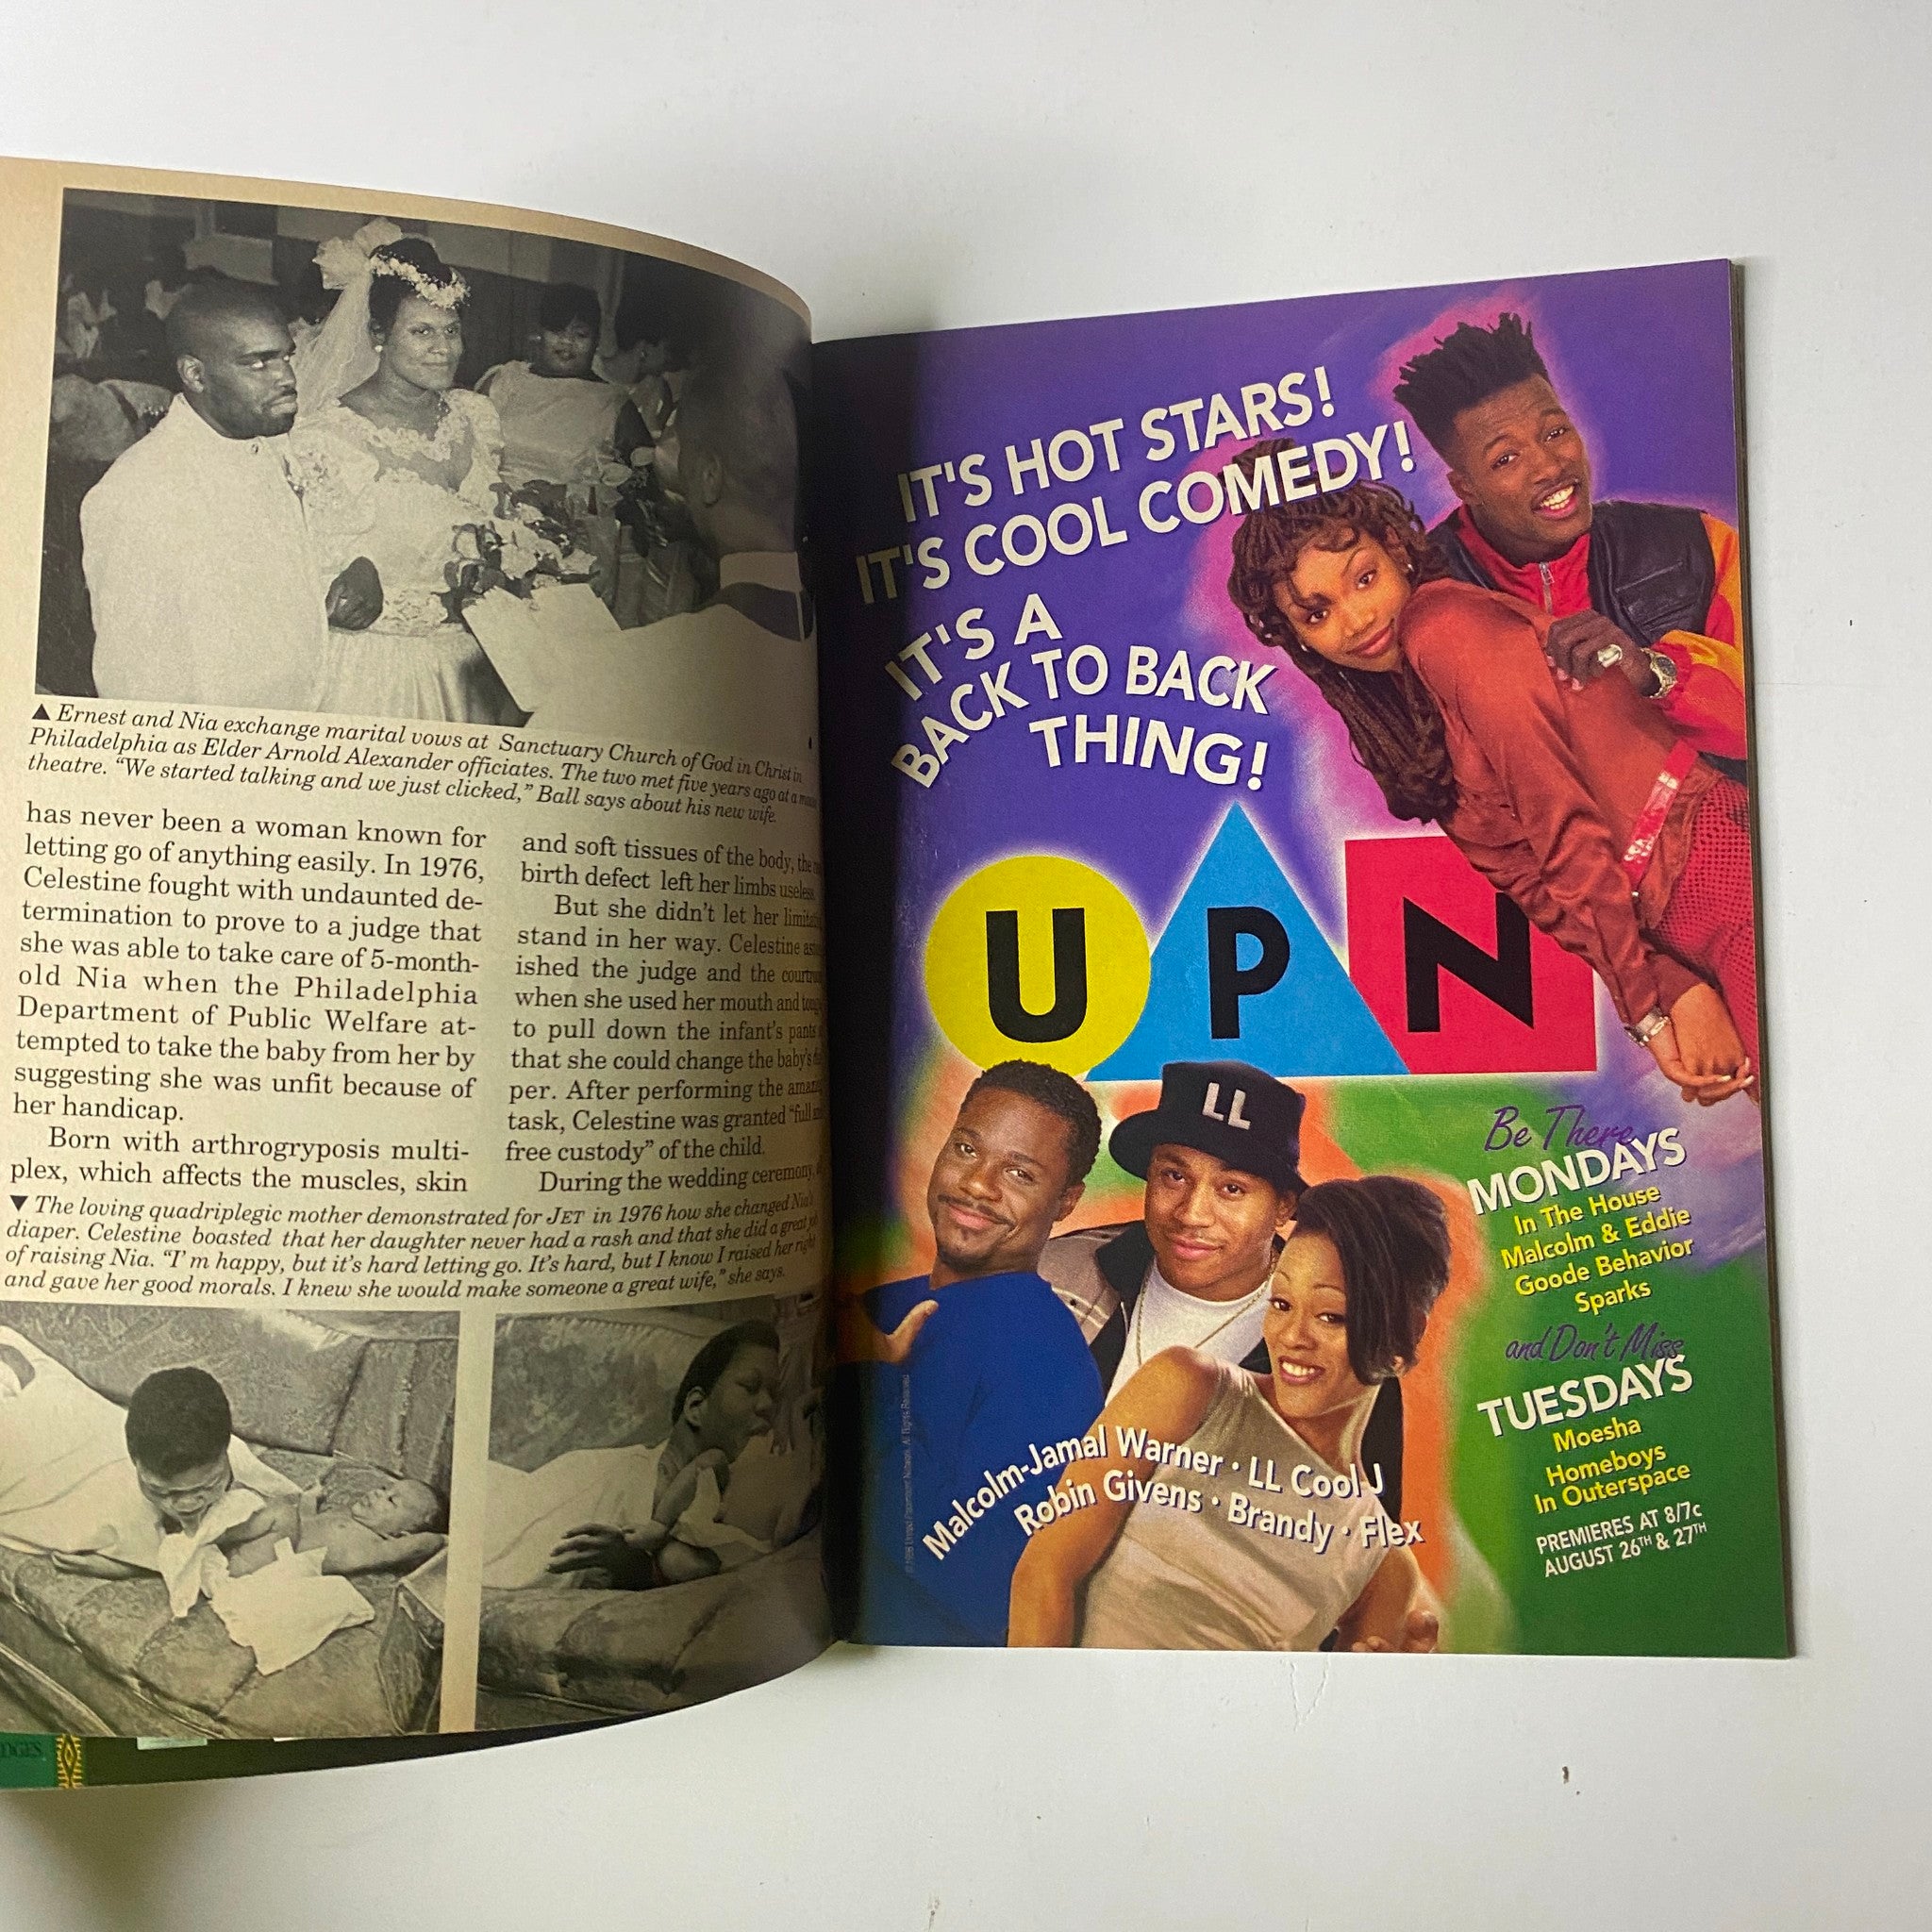 ▲ Ernest and Nia exchange marital vows at Sanctuary Church of God in Christ in
Philadelphia as Elder Arnold Alexander officiates. The two met five years ago at a
theatre. “We started talking and we just clicked,” Ball says about his new wife.
has never been a woman known for
letting go of anything easily. In 1976,
Celestine fought with undaunted de-
termination to prove to a judge that
she was able to take care of 5-month-
old Nia when the Philadelphia
Department of Public Welfare at-
tempted to take the baby from her by
suggesting she was unfit because of
her handicap.
Born with arthrogryposis multi-
plex, which affects the muscles, skin
and soft tissues of the body, the
birth defect left her limbs useless.
But she didn't let her
stand in her way. Celestine
ished the judge and the
when she used her mouth and
to pull down the infant's pants
that she could change the baby's
per. After performing the
task, Celestine was granted “full
free custody” of the child.
During the wedding ceremony,
▼ The loving quadriplegic mother demonstrated for JET in 1976 how she changed Nia's
diaper. Celestine boasted that her daughter never had a rash and that she did a great job
of raising Nia. “I'm happy, but it's hard letting go. It's hard, but I know I raised her right
and gave her good morals. I knew she would make someone a great wife,” she says.
IT'S HOT STARS!
IT'S COOL COMEDY!
IT'S A
BACK TO BACK
THING!
UPN
LL
Be There
MONDAYS
In The House
Malcolm & Eddie
Goode Behavior
Sparks
and Don't Miss
TUESDAYS
Moesha
Homeboys
In Outerspace
PREMIERES AT 8/7c
AUGUST 26TH & 27TH
Malcolm-Jamal Warner · LL Cool J
Robin Givens · Brandy · Flex